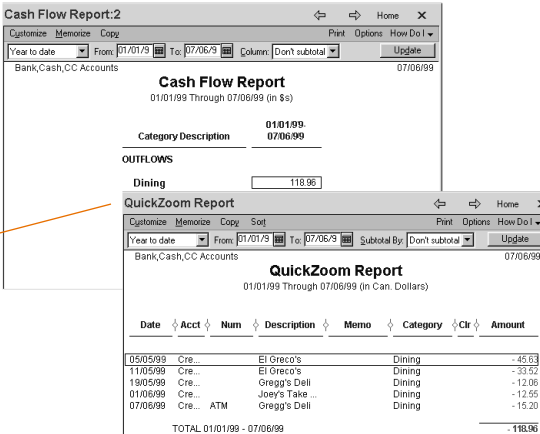 Cash Flow Report:2 Home X
Customize Memorize Copy Print Options How Do I
Year to date From: 01/01/9 To: 07/06/9 Column: Don't subtotal Update
Bank,Cash,CC Accounts 07/06/99
Cash Flow Report
01/01/99 Through 07/06/99 (in $s)
01/01/99-
Category Description 07/06/99
OUTFLOWS
Dining 118.96
QuickZoom Report Home
Customize Memorize Copy Sort Print Options How Do I
Year to date From: 01/01/9 To: 07/06/9 Subtotal By: Don't subtotal Update
Bank,Cash,CC Accounts 07/06/99
QuickZoom Report
01/01/99 Through 07/06/99 (in Can. Dollars)
Date Acct Num Description Memo Category Clr Amount
05/05/99 Cre... El Greco's Dining - 45.63
11/05/99 Cre... El Greco's Dining - 33.52
19/05/99 Cre... Gregg's Deli Dining - 12.06
01/06/99 Cre... Joey's Take ... Dining - 12.55
07/06/99 Cre... ATM Gregg's Deli Dining - 15.20
TOTAL 01/01/99 - 07/06/99 - 118.96